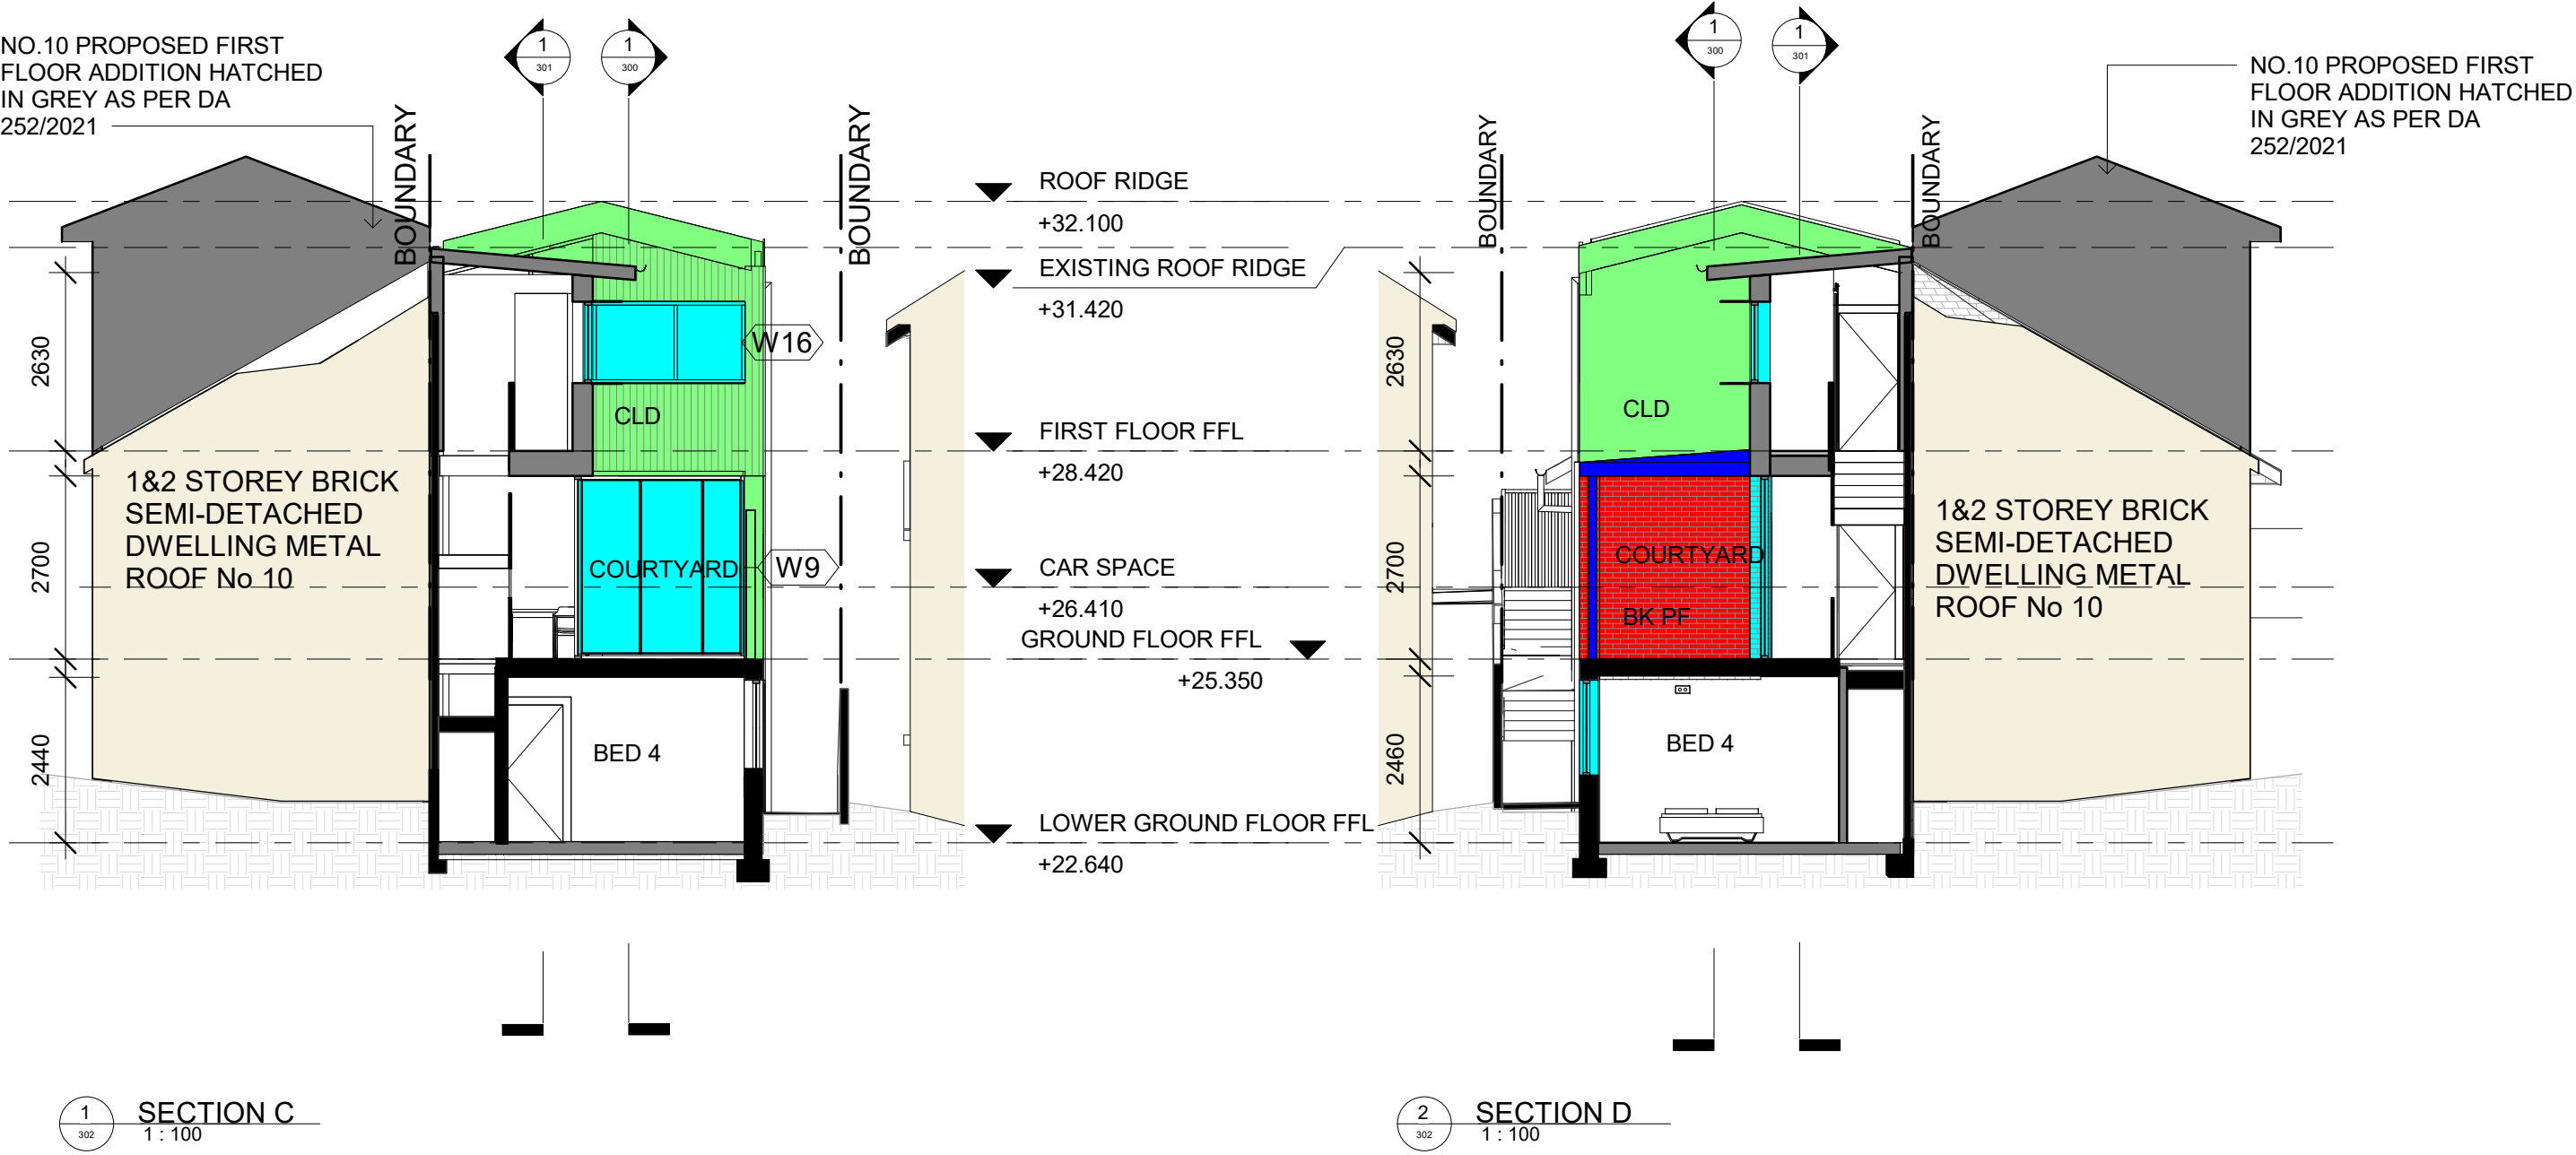 NO.10 PROPOSED FIRST
FLOOR ADDITION HATCHED
IN GREY AS PER DA
252/2021
1
301
1
300
BOUNDARY
BOUNDARY
2630
2700
2440
1&2 STOREY BRICK
SEMI-DETACHED
DWELLING METAL
ROOF No 10
W16
CLD
COURTYARD
W9
BED 4
ROOF RIDGE
+32.100
EXISTING ROOF RIDGE
+31.420
FIRST FLOOR FFL
+28.420
CAR SPACE
+26.410
GROUND FLOOR FFL
+25.350
LOWER GROUND FLOOR FFL
+22.640
1
300
1
301
BOUNDARY
BOUNDARY
NO.10 PROPOSED FIRST
FLOOR ADDITION HATCHED
IN GREY AS PER DA
252/2021
2630
2700
2460
CLD
COURTYARD
BK PF
BED 4
1&2 STOREY BRICK
SEMI-DETACHED
DWELLING METAL
ROOF No 10
1
302
SECTION C
1 : 100
2
302
SECTION D
1 : 100